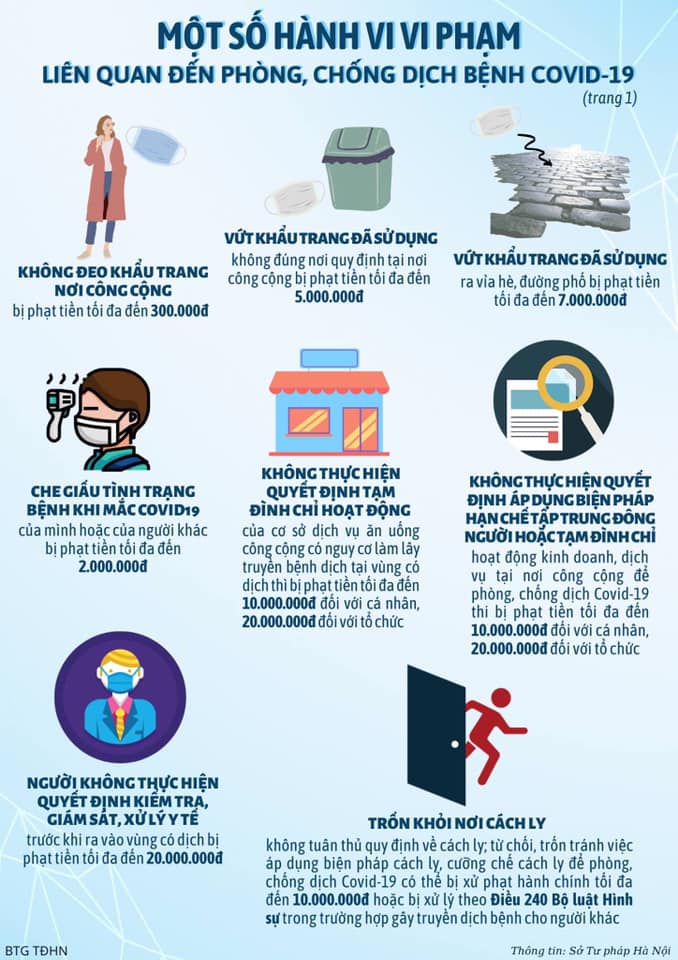 MỘT SỐ HÀNH VI VI PHẠM
LIÊN QUAN ĐẾN PHÒNG, CHỐNG DỊCH BỆNH COVID-19
(trang 1)
KHÔNG ĐEO KHẨU TRANG
NƠI CÔNG CỘNG
bị phạt tiền tối đa đến 300.000đ
VỨT KHẨU TRANG ĐÃ SỬ DỤNG
không đúng nơi quy định tại nơi
công cộng bị phạt tiền tối đa đến
5.000.000đ
VỨT KHẨU TRANG ĐÃ SỬ DỤNG
ra vỉa hè, đường phố bị phạt tiền
tối đa đến 7.000.000đ
CHE GIẤU TÌNH TRẠNG
BỆNH KHI MẮC COVID19
của mình hoặc của người khác
bị phạt tiền tối đa đến
2.000.000đ
KHÔNG THỰC HIỆN
QUYẾT ĐỊNH TẠM
ĐÌNH CHỈ HOẠT ĐỘNG
của cơ sở dịch vụ ăn uống
công cộng có nguy cơ làm lây
truyền bệnh dịch tại vùng có
dịch thì bị phạt tiền tối đa đến
10.000.000đ đối với cá nhân,
20.000.000đ đối với tổ chức
KHÔNG THỰC HIỆN QUYẾT
ĐỊNH ÁP DỤNG BIỆN PHÁP
HẠN CHẾ TẬP TRUNG ĐÔNG
NGƯỜI HOẶC TẠM ĐÌNH CHỈ
hoạt động kinh doanh, dịch
vụ tại nơi công cộng để
phòng, chống dịch Covid-19
thì bị phạt tiền tối đa đến
10.000.000đ đối với cá nhân,
20.000.000đ đối với tổ chức
NGƯỜI KHÔNG THỰC HIỆN
QUYẾT ĐỊNH KIỂM TRA,
GIÁM SÁT, XỬ LÝ Y TẾ
trước khi ra vào vùng có dịch bị
phạt tiền tối đa đến 20.000.000đ
TRỐN KHỎI NƠI CÁCH LY
không tuân thủ quy định về cách ly; từ chối, trốn tránh việc
áp dụng biện pháp cách ly, cưỡng chế cách ly để phòng,
chống dịch Covid-19 có thể bị xử phạt hành chính tối đa
đến 10.000.000đ hoặc bị xử lý theo Điều 240 Bộ luật Hình
sự trong trường hợp gây truyền dịch bệnh cho người khác
BTG TĐHN
Thông tin: Sở Tư pháp Hà Nội